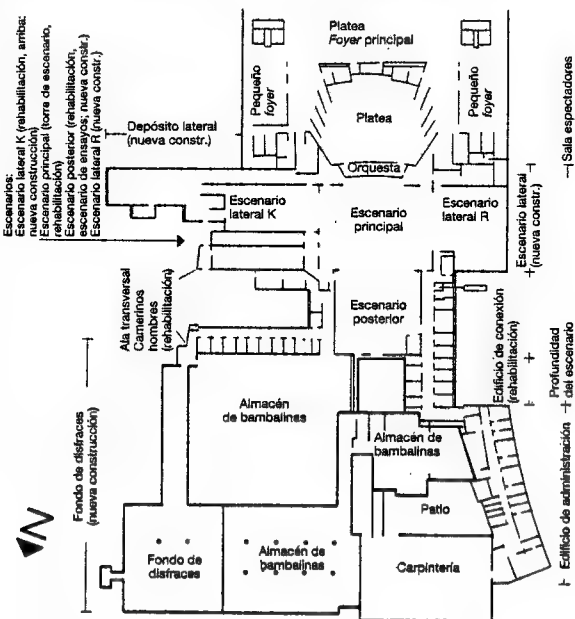 Escenarios:
Escenario lateral K (rehabilitación, arriba:
nueva construcción)
Escenario principal (torre de escenario,
rehabilitación)
Escenario posterior (rehabilitación,
escenario de ensayos; nueva constr.)
Escenario lateral R (nueva constr.)
Depósito lateral
(nueva constr.)
Platea
Foyer principal
Pequeño
foyer
Platea
Pequeño
foyer
Orquesta
Escenario
lateral K
Escenario
principal
Escenario
lateral R
Escenario
posterior
Sala espectadores
Escenario lateral
(nueva constr.)
Ala transversal
Camerinos
hombres
(rehabilitación)
Edificio de conexión
(rehabilitación)
Profundidad
del escenario
Edificio de administración
Fondo de disfraces
(nueva construcción)
N
Almacén
de bambalinas
Almacén de
bambalinas
Patio
Fondo de
disfraces
Almacén de
bambalinas
Carpintería